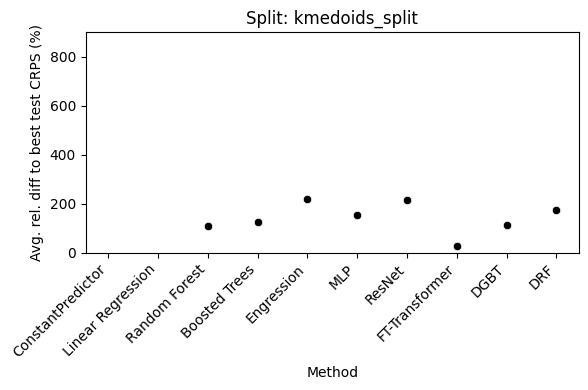 Split: kmedoids_split
Avg. rel. diff to best test CRPS (%)
800
600
400
200
0
ConstantPredictor
Linear Regression
Random Forest
Boosted Trees
Engression
MLP
ResNet
FT-Transformer
DGBT
DRF
Method